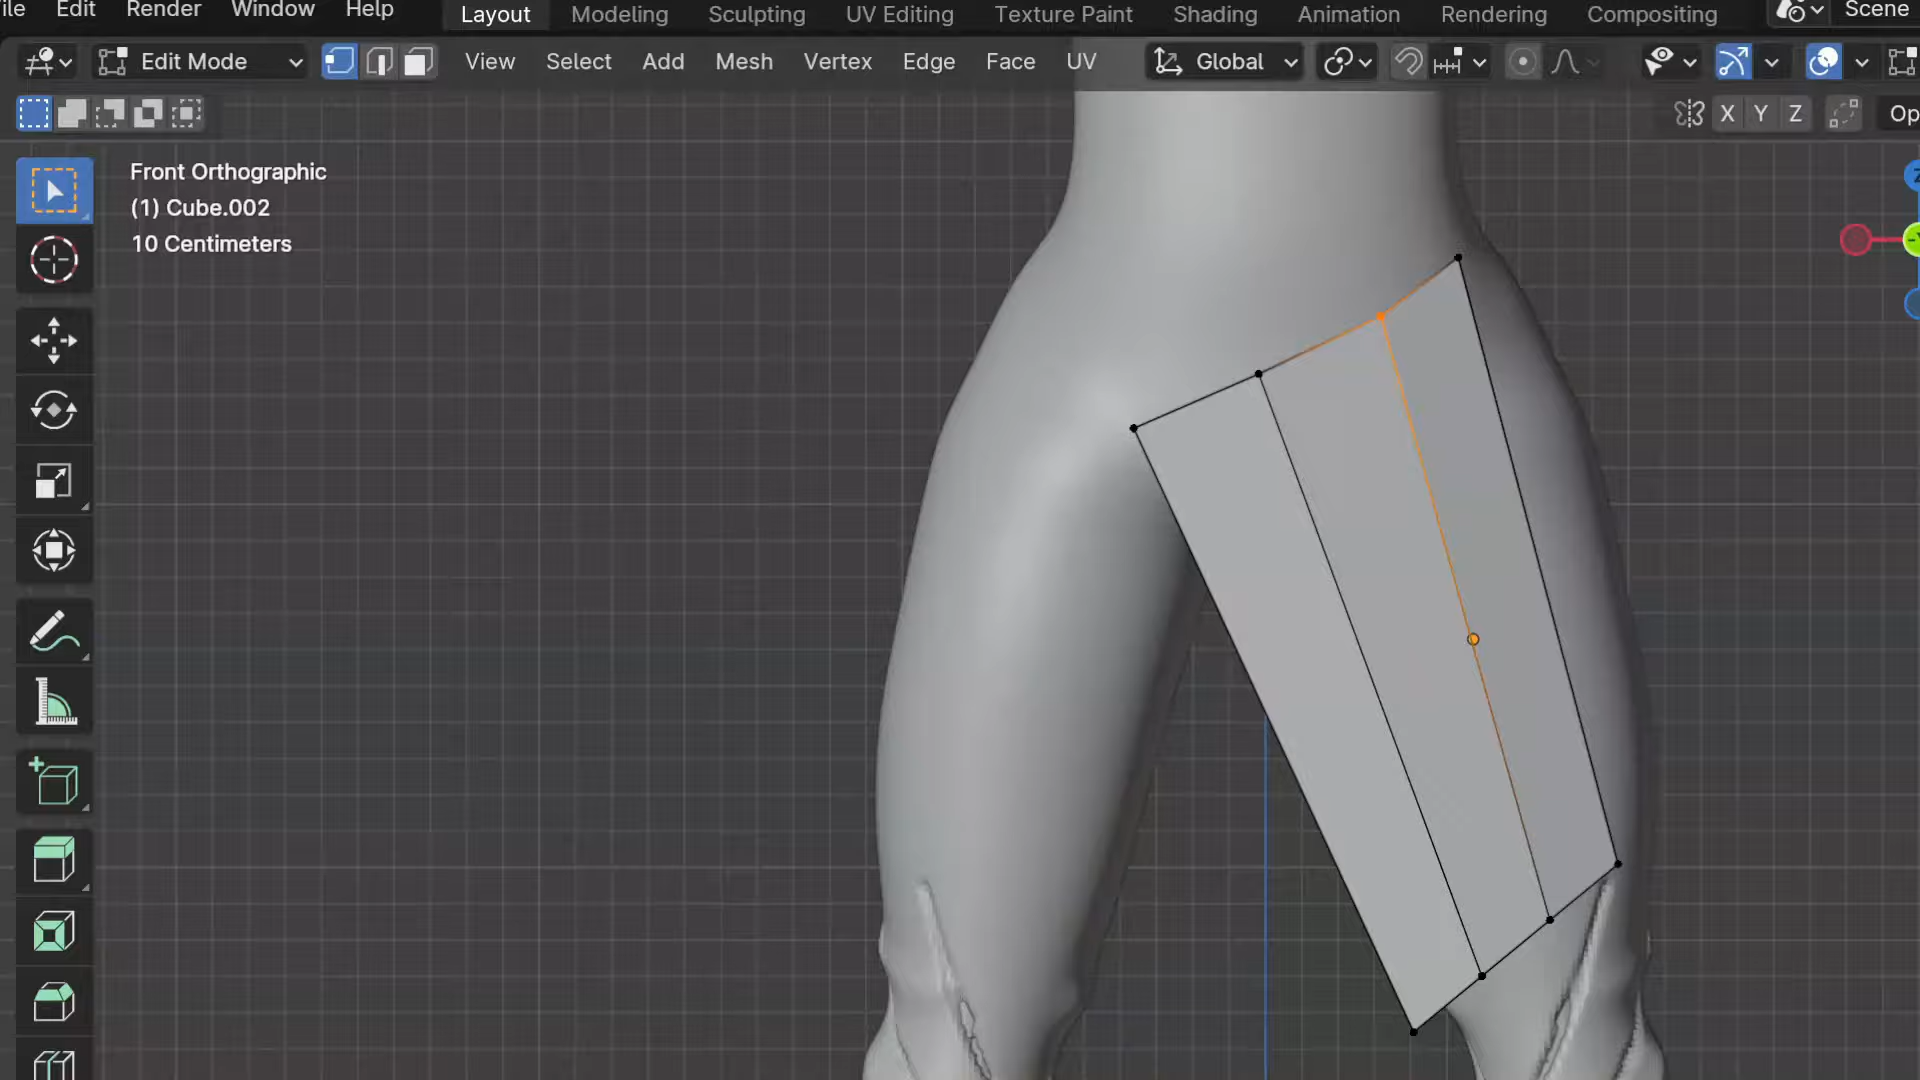 ile Edit Render Window Help Layout Modeling Sculpting UV Editing Texture Paint Shading Animation Rendering Compositing Scene
Edit Mode View Select Add Mesh Vertex Edge Face UV Global
X Y Z Op
Front Orthographic
(1) Cube.002
10 Centimeters
Z
-Y